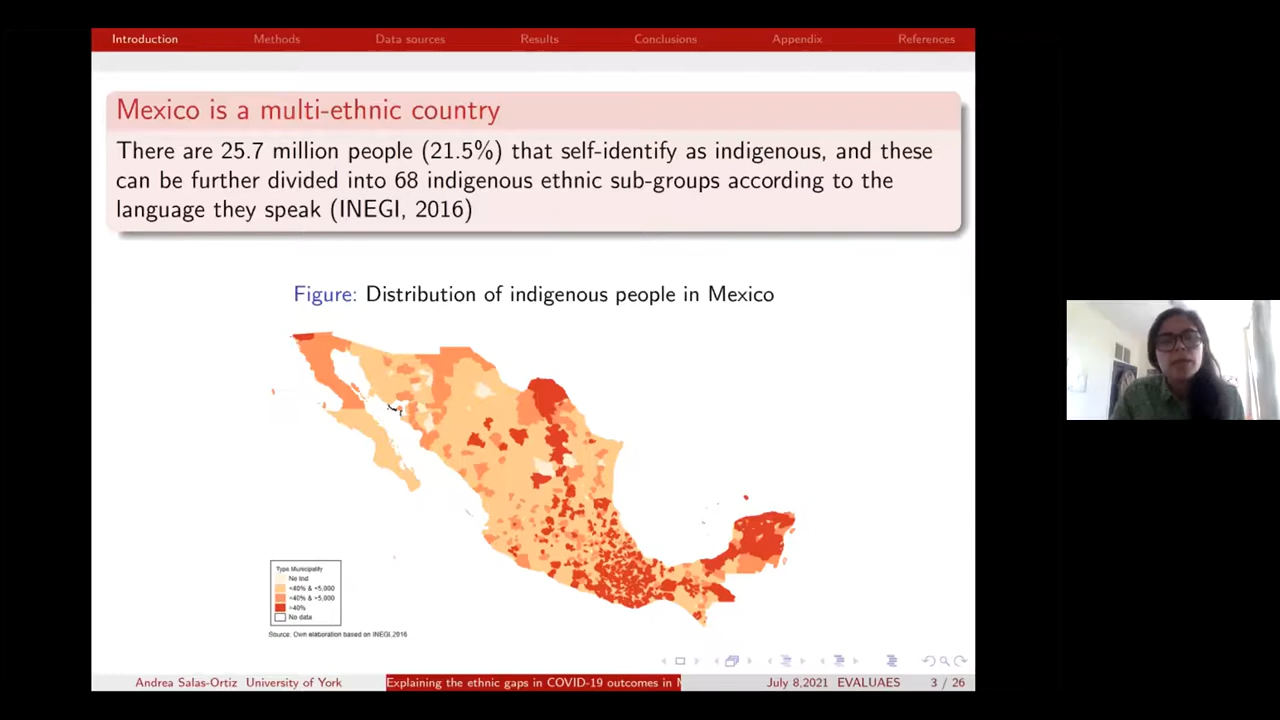 Introduction Methods Data sources Results Conclusions Appendix References
Mexico is a multi-ethnic country
There are 25.7 million people (21.5%) that self-identify as indigenous, and these
can be further divided into 68 indigenous ethnic sub-groups according to the
language they speak (INEGI, 2016)
Figure: Distribution of indigenous people in Mexico
Type Municipality
No Ind
<40% & <5,000
<40% & +5,000
>40%
No data
Source: Own elaboration based on INEGI,2016
Andrea Salas-Ortiz University of York Explaining the ethnic gaps in COVID-19 outcomes in July 8,2021 EVALUAES 3 / 26